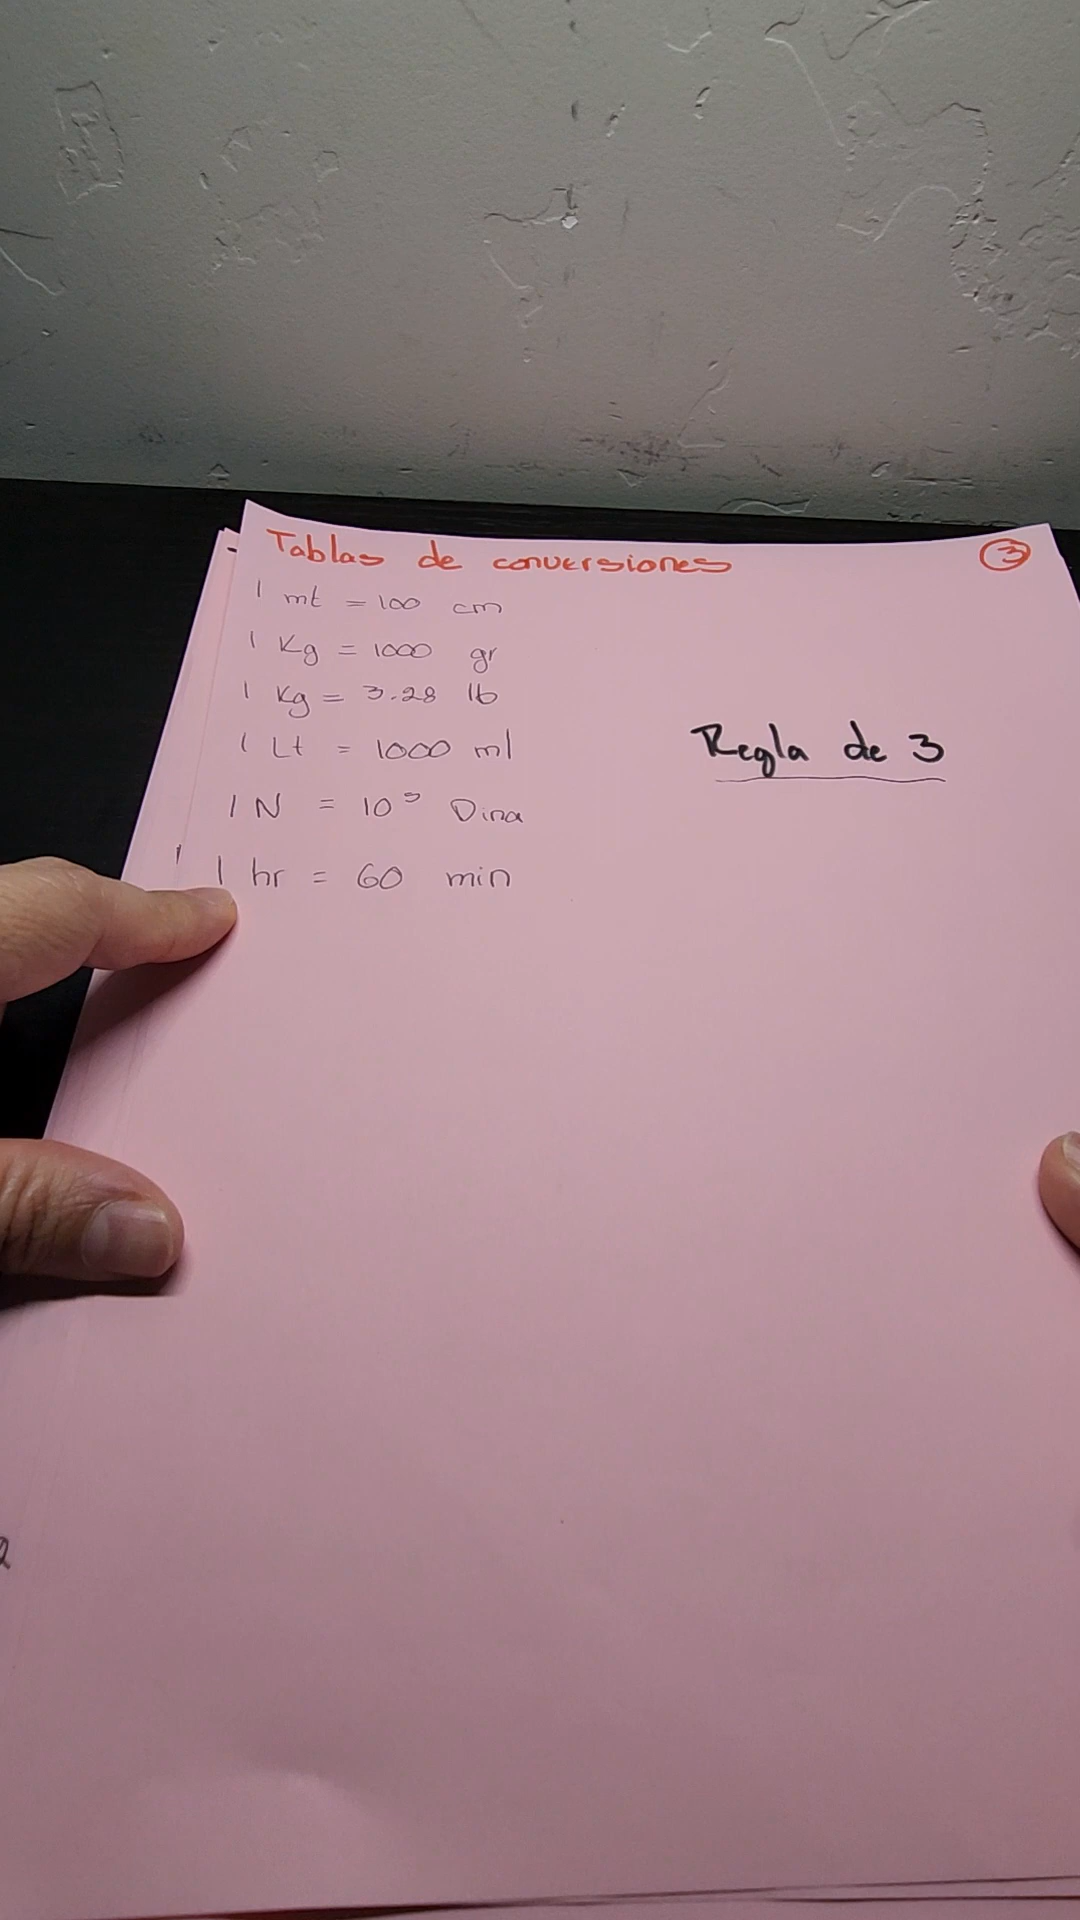 Tablas de conversiones
3
1 mt = 100 cm
1 Kg = 1000 gr
1 Kg = 3.28 lb
1 Lt = 1000 ml
1 N = 10⁵ Dina
1 hr = 60 min
Regla de 3